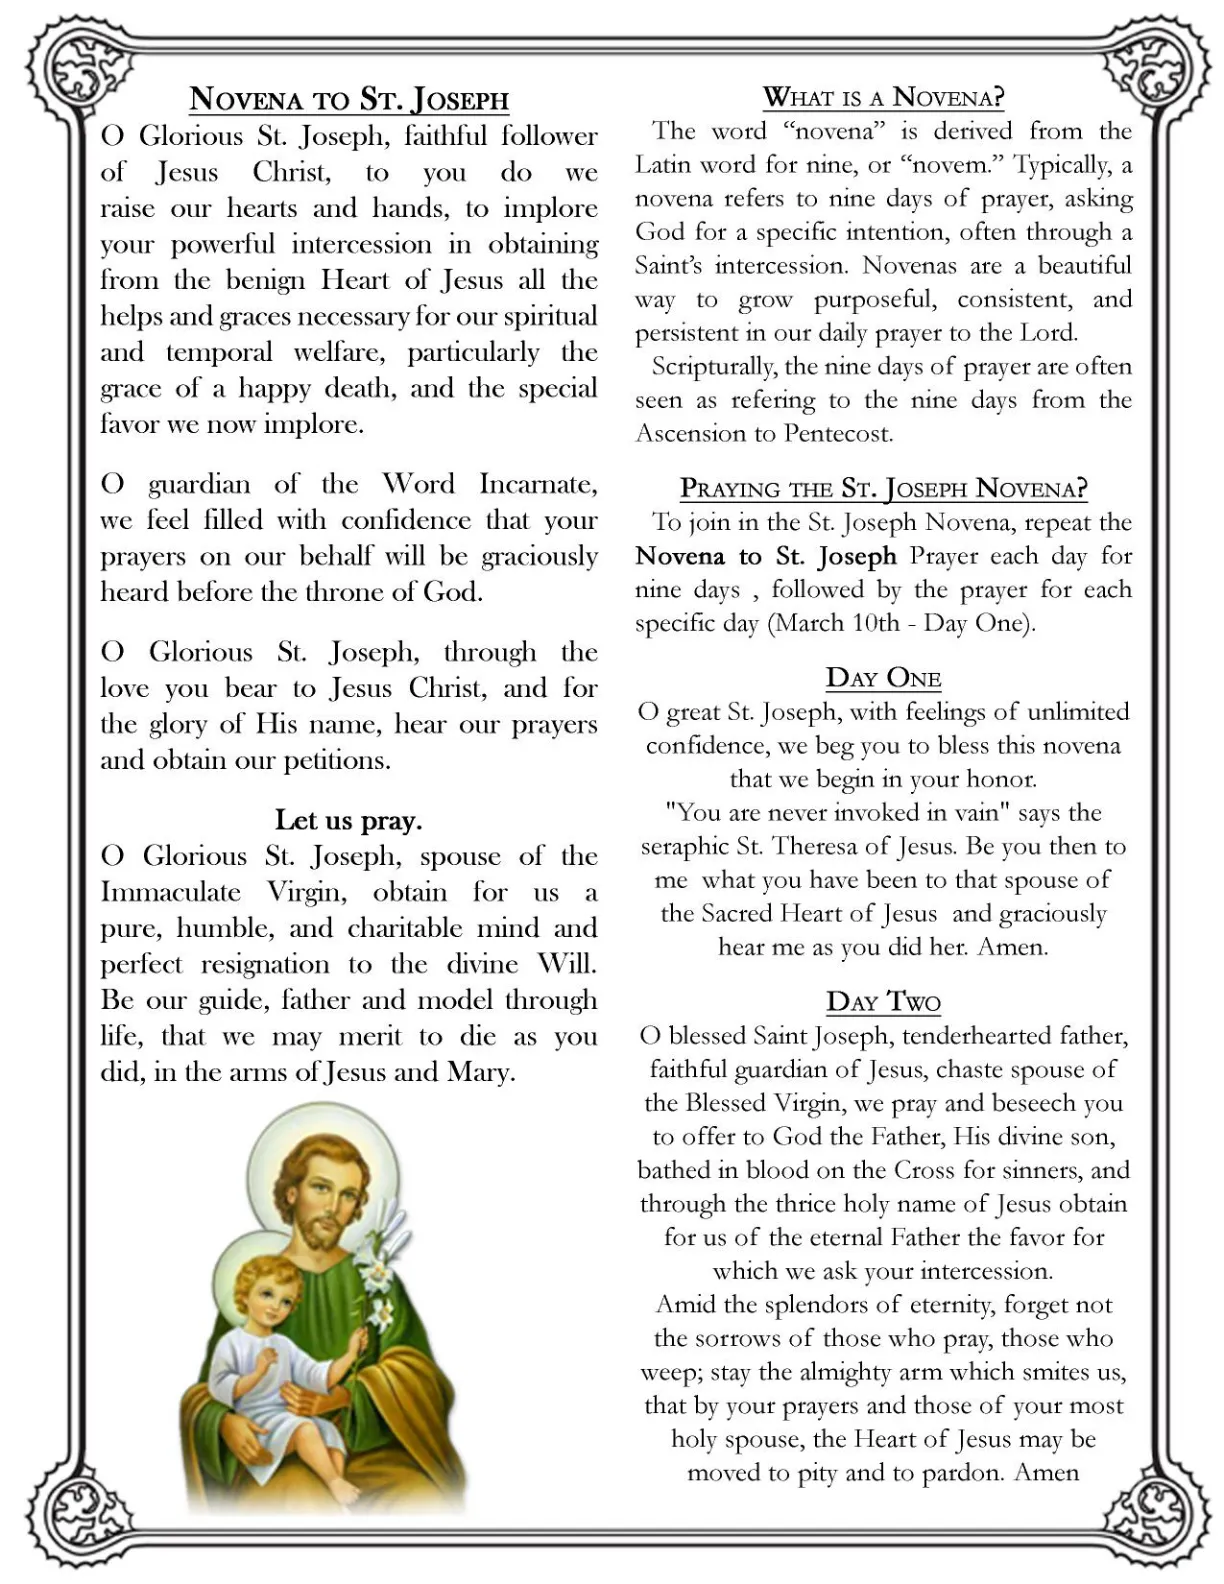 NOVENA TO ST. JOSEPH
O Glorious St. Joseph, faithful follower
of Jesus Christ, to you do we
raise our hearts and hands, to implore
your powerful intercession in obtaining
from the benign Heart of Jesus all the
helps and graces necessary for our spiritual
and temporal welfare, particularly the
grace of a happy death, and the special
favor we now implore.
O guardian of the Word Incarnate,
we feel filled with confidence that your
prayers on our behalf will be graciously
heard before the throne of God.
O Glorious St. Joseph, through the
love you bear to Jesus Christ, and for
the glory of His name, hear our prayers
and obtain our petitions.
Let us pray.
O Glorious St. Joseph, spouse of the
Immaculate Virgin, obtain for us a
pure, humble, and charitable mind and
perfect resignation to the divine Will.
Be our guide, father and model through
life, that we may merit to die as you
did, in the arms of Jesus and Mary.
WHAT IS A NOVENA?
The word “novena” is derived from the
Latin word for nine, or “novem.” Typically, a
novena refers to nine days of prayer, asking
God for a specific intention, often through a
Saint’s intercession. Novenas are a beautiful
way to grow purposeful, consistent, and
persistent in our daily prayer to the Lord.
Scripturally, the nine days of prayer are often
seen as refering to the nine days from the
Ascension to Pentecost.
PRAYING THE ST. JOSEPH NOVENA?
To join in the St. Joseph Novena, repeat the
Novena to St. Joseph Prayer each day for
nine days , followed by the prayer for each
specific day (March 10th - Day One).
DAY ONE
O great St. Joseph, with feelings of unlimited
confidence, we beg you to bless this novena
that we begin in your honor.
"You are never invoked in vain" says the
seraphic St. Theresa of Jesus. Be you then to
me what you have been to that spouse of
the Sacred Heart of Jesus and graciously
hear me as you did her. Amen.
DAY TWO
O blessed Saint Joseph, tenderhearted father,
faithful guardian of Jesus, chaste spouse of
the Blessed Virgin, we pray and beseech you
to offer to God the Father, His divine son,
bathed in blood on the Cross for sinners, and
through the thrice holy name of Jesus obtain
for us of the eternal Father the favor for
which we ask your intercession.
Amid the splendors of eternity, forget not
the sorrows of those who pray, those who
weep; stay the almighty arm which smites us,
that by your prayers and those of your most
holy spouse, the Heart of Jesus may be
moved to pity and to pardon. Amen